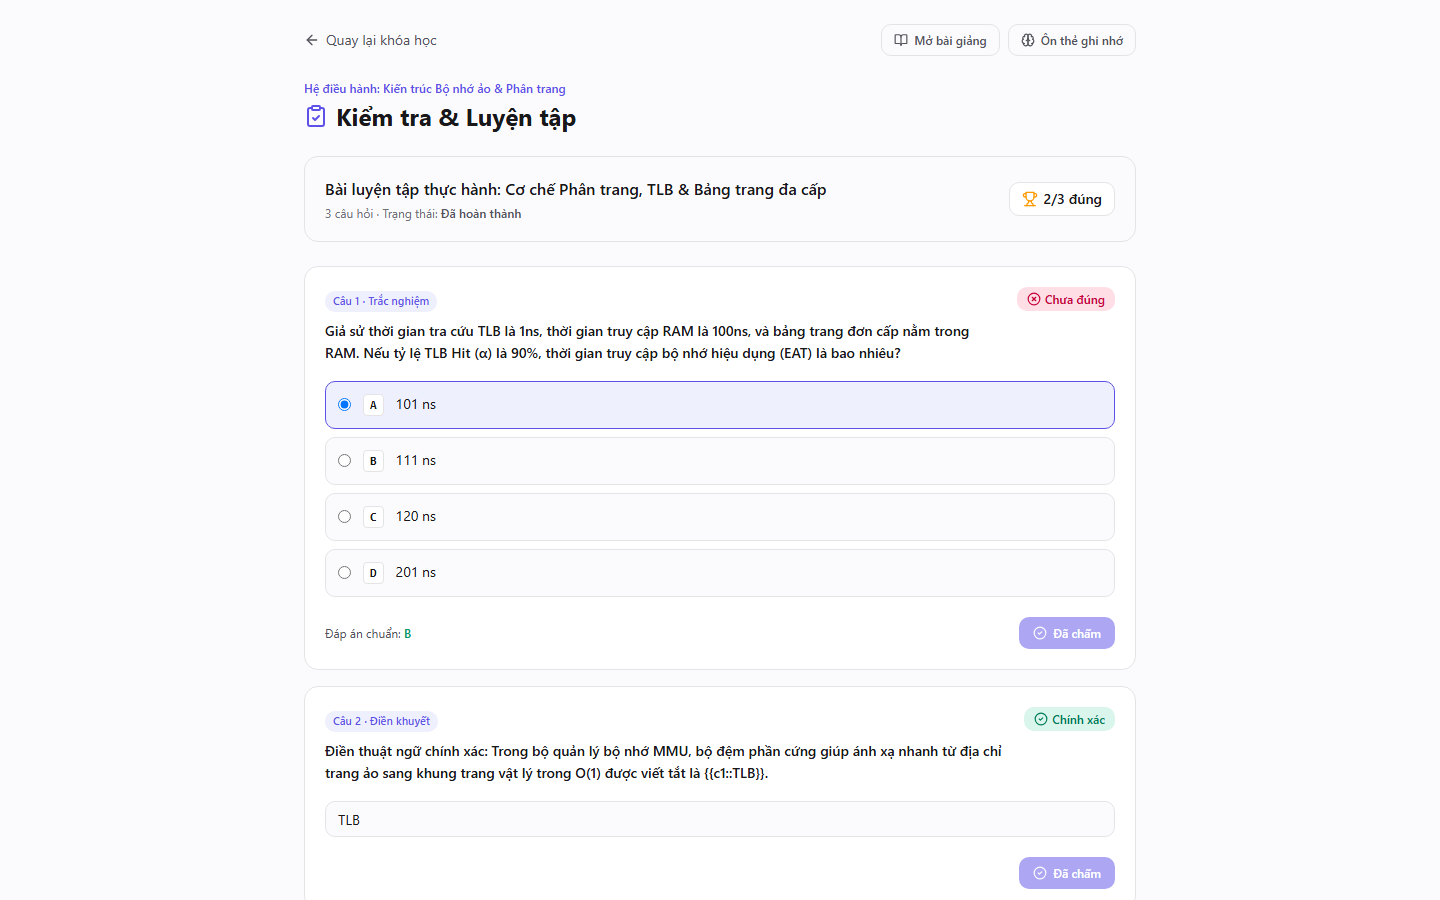 Quay lại khóa học
Mở bài giảng
Ôn thẻ ghi nhớ
Hệ điều hành: Kiến trúc Bộ nhớ ảo & Phân trang
Kiểm tra & Luyện tập
Bài luyện tập thực hành: Cơ chế Phân trang, TLB & Bảng trang đa cấp
3 câu hỏi · Trạng thái: Đã hoàn thành
2/3 đúng
Câu 1 · Trắc nghiệm
Chưa đúng
Giả sử thời gian tra cứu TLB là 1ns, thời gian truy cập RAM là 100ns, và bảng trang đơn cấp nằm trong
RAM. Nếu tỷ lệ TLB Hit (α) là 90%, thời gian truy cập bộ nhớ hiệu dụng (EAT) là bao nhiêu?
A 101 ns
B 111 ns
C 120 ns
D 201 ns
Đáp án chuẩn: B
Đã chấm
Câu 2 · Điền khuyết
Chính xác
Điền thuật ngữ chính xác: Trong bộ quản lý bộ nhớ MMU, bộ đệm phần cứng giúp ánh xạ nhanh từ địa chỉ
trang ảo sang khung trang vật lý trong O(1) được viết tắt là {{c1::TLB}}.
TLB
Đã chấm